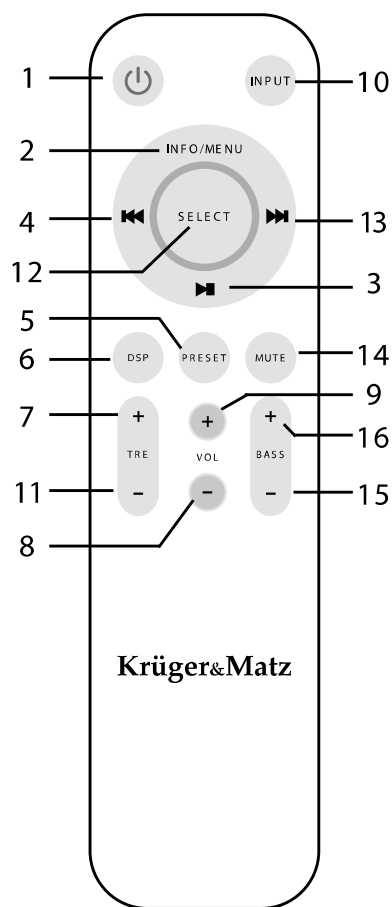 1
INPUT
10
2
INFO/MENU
4
SELECT
13
12
3
5
6
DSP
PRESET
MUTE
14
9
7
+
+
+
16
TRE
VOL
BASS
11
-
-
-
15
8
Krüger&Matz